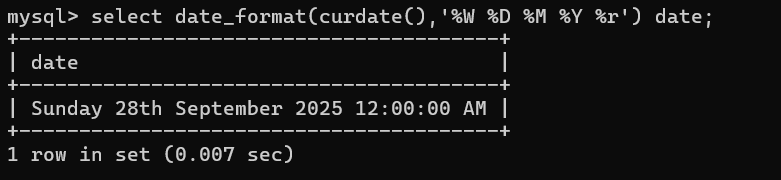 mysql> select date_format(curdate(),'%W %D %M %Y %r') date;
+---------------------------------------+
| date                                  |
+---------------------------------------+
| Sunday 28th September 2025 12:00:00 AM |
+---------------------------------------+
1 row in set (0.007 sec)